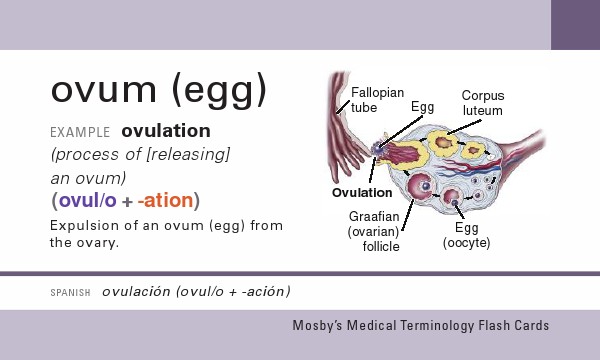 ovum (egg)
EXAMPLE ovulation
(process of [releasing]
an ovum)
(ovul/o + -ation)
Expulsion of an ovum (egg) from
the ovary.
Fallopian
tube
Egg
Corpus
luteum
Ovulation
Graafian
(ovarian)
follicle
Egg
(oocyte)
SPANISH ovulación (ovul/o + -ación)
Mosby's Medical Terminology Flash Cards